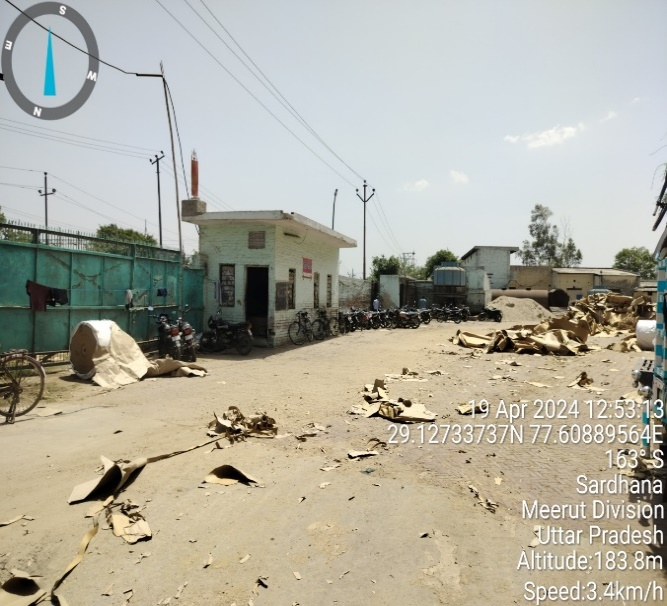 S
E
W
N
19 Apr 2024 12:53:13
29.12733737N 77.60889564E
163° S
Sardhana
Meerut Division
Uttar Pradesh
Altitude:183.8m
Speed:3.4km/h